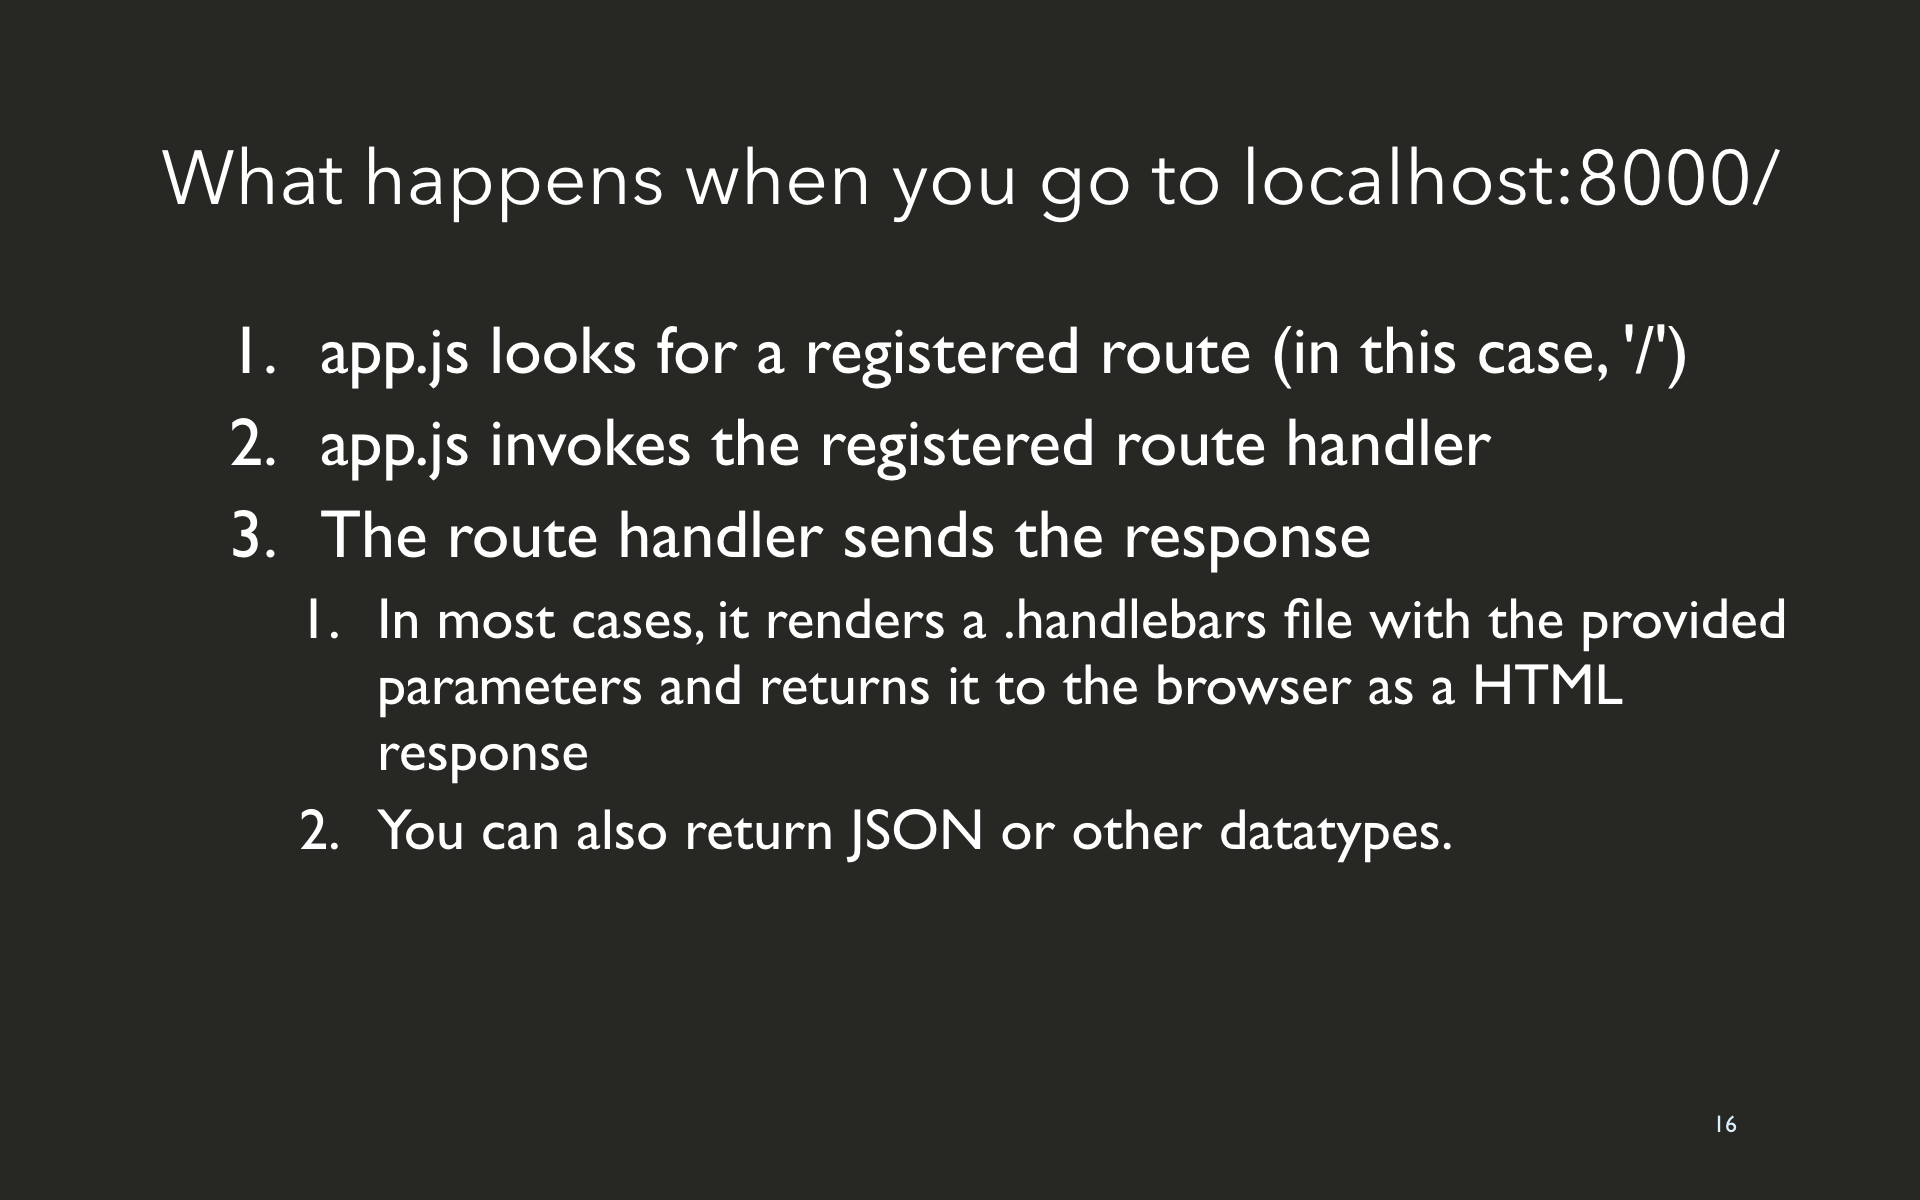 What happens when you go to localhost:8000/
1. app.js looks for a registered route (in this case, '/')
2. app.js invokes the registered route handler
3. The route handler sends the response
1. In most cases, it renders a .handlebars file with the provided
parameters and returns it to the browser as a HTML
response
2. You can also return JSON or other datatypes.
16